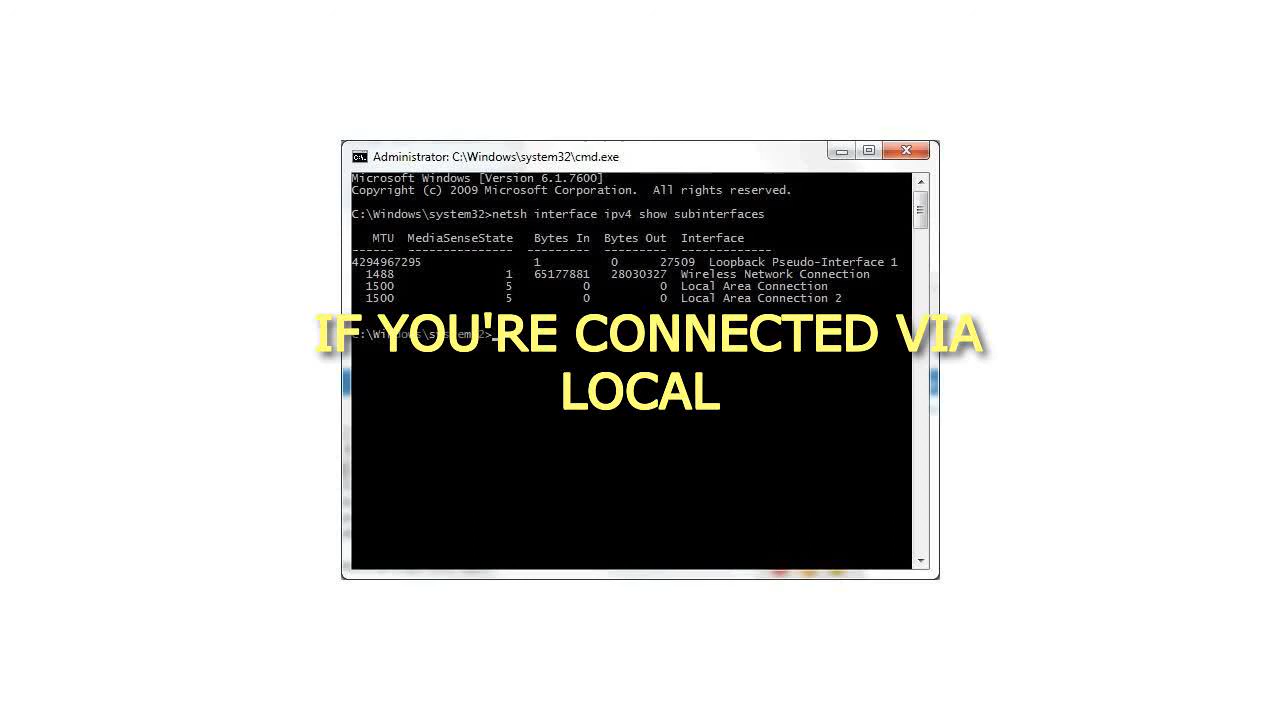 Administrator: C:\Windows\system32\cmd.exe
Microsoft Windows [Version 6.1.7600]
Copyright (c) 2009 Microsoft Corporation.  All rights reserved.
C:\Windows\system32>netsh interface ipv4 show subinterfaces
MTU  MediaSenseState   Bytes In  Bytes Out  Interface
------  ---------------  ---------  ---------  -------------
4294967295                1          0      27509  Loopback Pseudo-Interface 1
1488                1   65177881   28030327  Wireless Network Connection
1500                5          0          0  Local Area Connection
1500                5          0          0  Local Area Connection 2
C:\Windows\system32>_
IF YOU'RE CONNECTED VIA
LOCAL